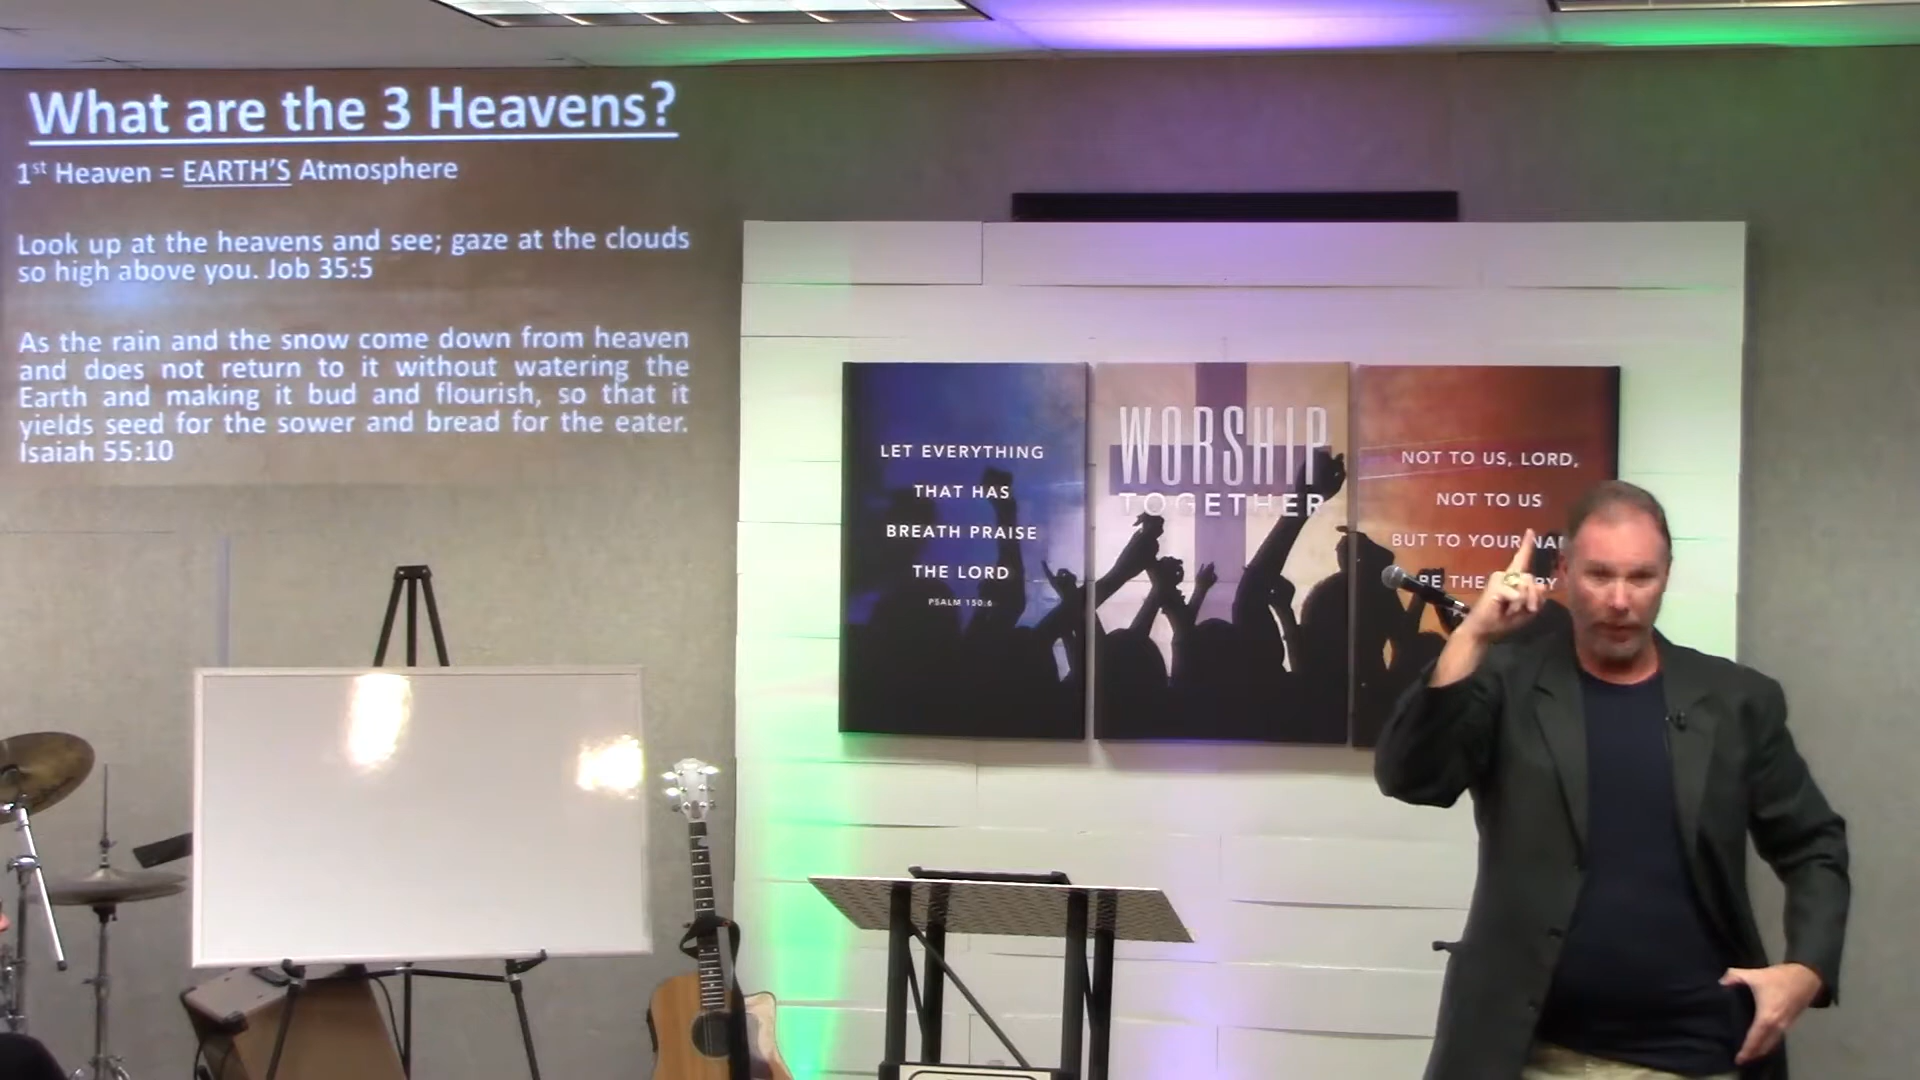 What are the 3 Heavens?
1st Heaven = EARTH'S Atmosphere
Look up at the heavens and see; gaze at the clouds
so high above you. Job 35:5
As the rain and the snow come down from heaven
and does not return to it without watering the
Earth and making it bud and flourish, so that it
yields seed for the sower and bread for the eater.
Isaiah 55:10
LET EVERYTHING
THAT HAS
BREATH PRAISE
THE LORD
PSALM 150:6
WORSHIP
TOGETHER
NOT TO US, LORD,
NOT TO US
BUT TO YOUR
BE THE